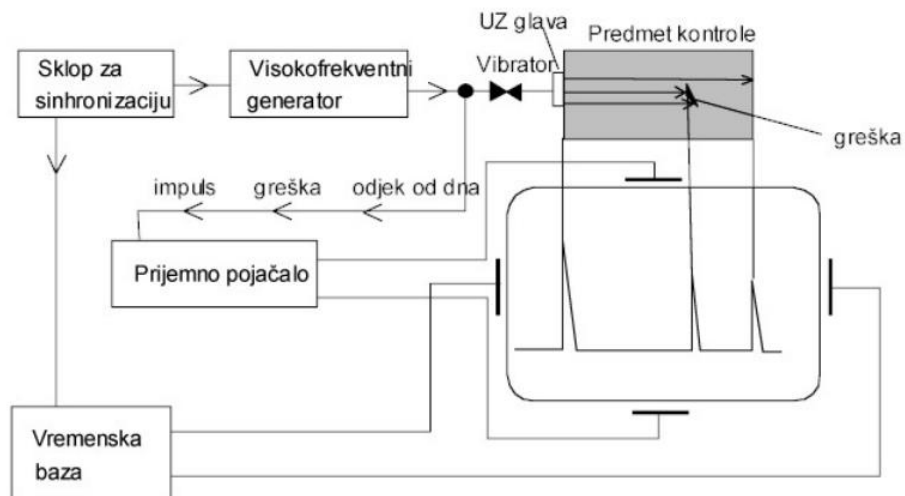 UZ glava
Predmet kontrole
Sklop za
sinhronizaciju
Visokofrekventni
generator
Vibrator
greška
impuls
greška
odjek od dna
Prijemno pojačalo
Vremenska
baza